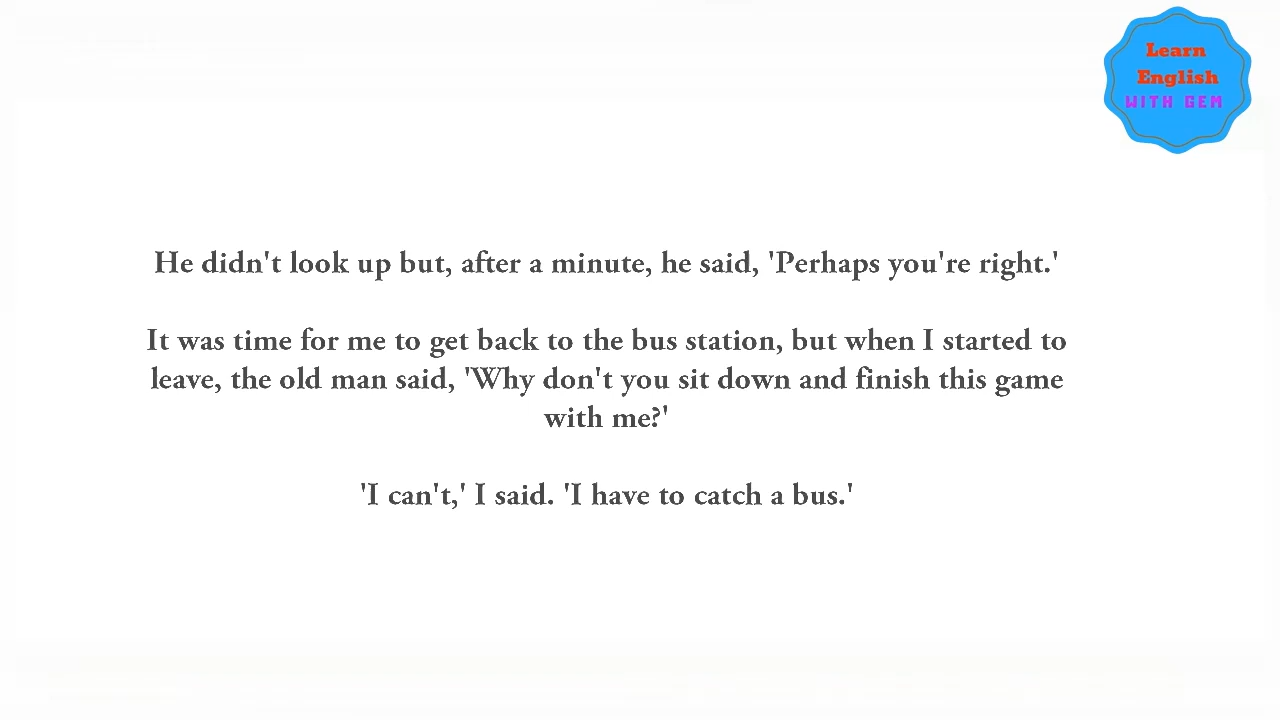 Learn
English
WITH GEM
He didn't look up but, after a minute, he said, 'Perhaps you're right.'
It was time for me to get back to the bus station, but when I started to
leave, the old man said, 'Why don't you sit down and finish this game
with me?'
'I can't,' I said. 'I have to catch a bus.'